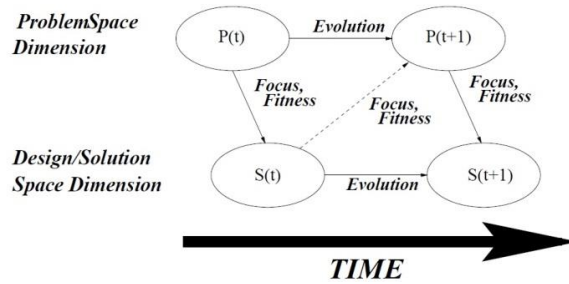 ProblemSpace
Dimension
P(t)
Evolution
P(t+1)
Focus,
Fitness
Focus,
Fitness
Focus,
Fitness
Design/Solution
Space Dimension
S(t)
Evolution
S(t+1)
TIME